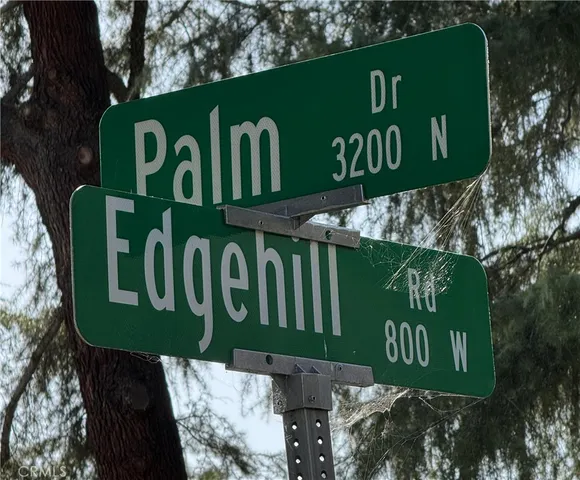 Palm Dr
3200 N
Edgehill Rd
800 W
CRMLS